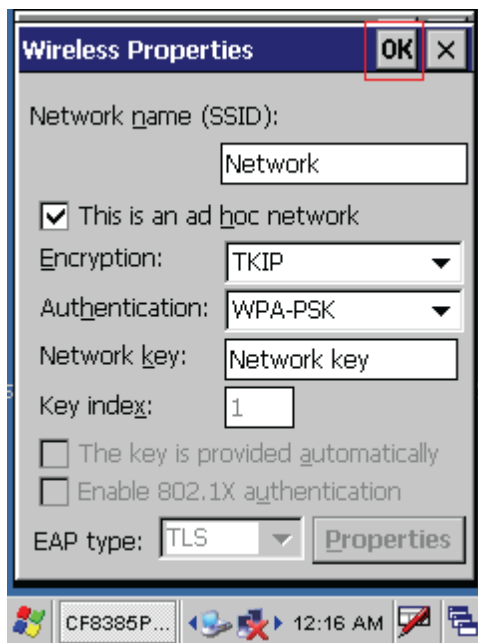 Wireless Properties OK ×
Network name (SSID):
Network
This is an ad hoc network
Encryption: TKIP
Authentication: WPA-PSK
Network key: Network key
Key index: 1
The key is provided automatically
Enable 802.1X authentication
EAP type: TLS Properties
CF8385P... 12:16 AM